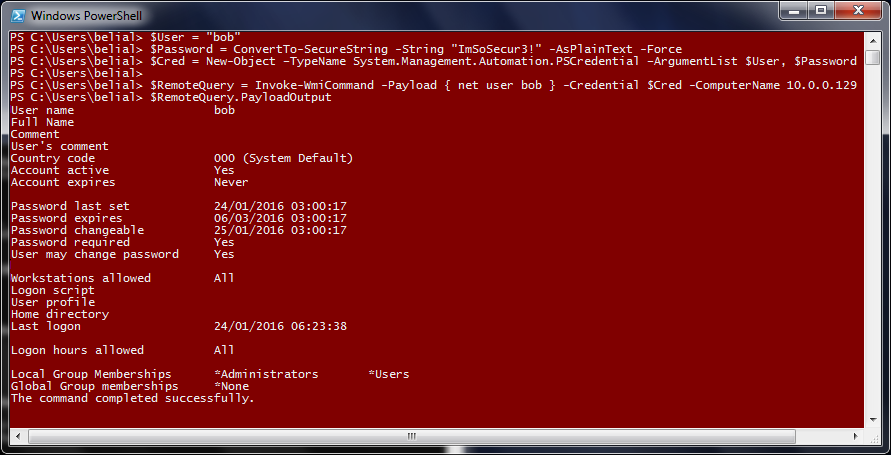 Windows PowerShell
PS C:\Users\belial> $User = "bob"
PS C:\Users\belial> $Password = ConvertTo-SecureString -String "ImSoSecur3!" -AsPlainText -Force
PS C:\Users\belial> $Cred = New-Object -TypeName System.Management.Automation.PSCredential -ArgumentList $User, $Password
PS C:\Users\belial>
PS C:\Users\belial> $RemoteQuery = Invoke-WmiCommand -Payload { net user bob } -Credential $Cred -ComputerName 10.0.0.129
PS C:\Users\belial> $RemoteQuery.PayloadOutput
User name                    bob
Full Name
Comment
User's comment
Country code                 000 (System Default)
Account active               Yes
Account expires              Never
Password last set            24/01/2016 03:00:17
Password expires             06/03/2016 03:00:17
Password changeable          25/01/2016 03:00:17
Password required            Yes
User may change password     Yes
Workstations allowed         All
Logon script
User profile
Home directory
Last logon                   24/01/2016 06:23:38
Logon hours allowed          All
Local Group Memberships      *Administrators       *Users
Global Group memberships     *None
The command completed successfully.